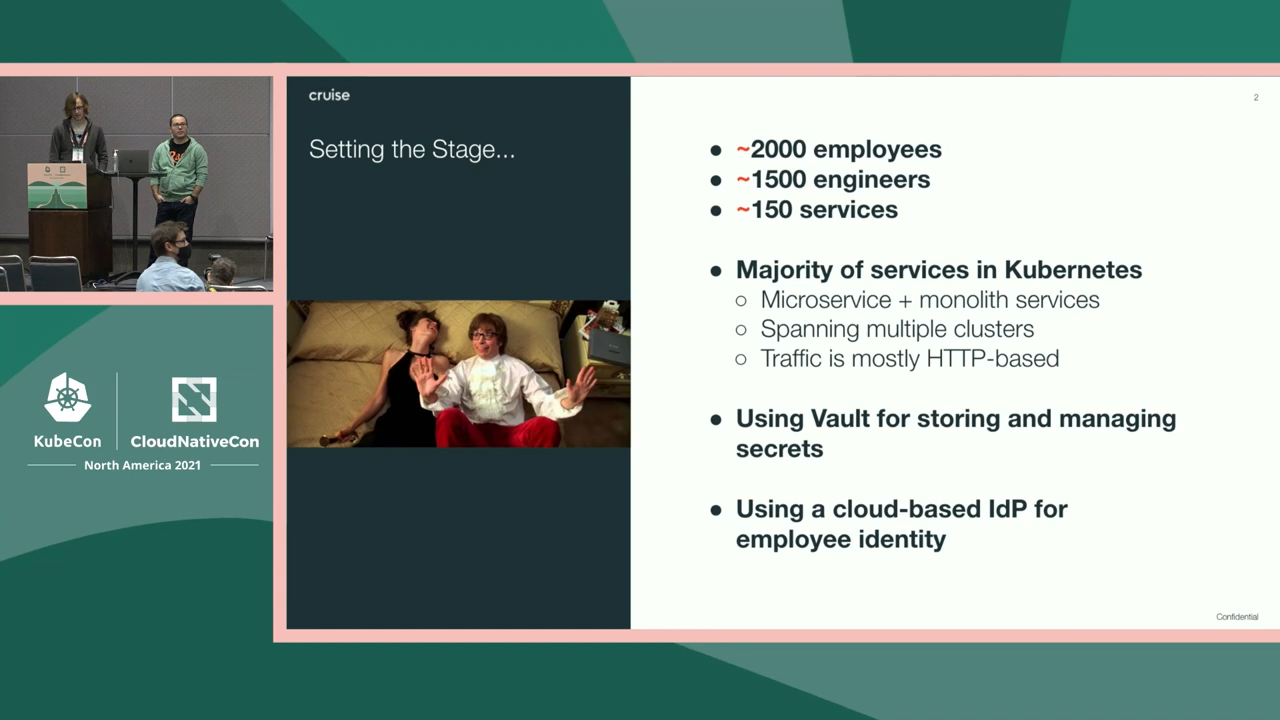 cruise
Setting the Stage...
2
● ~2000 employees
● ~1500 engineers
● ~150 services
● Majority of services in Kubernetes
○ Microservice + monolith services
○ Spanning multiple clusters
○ Traffic is mostly HTTP-based
● Using Vault for storing and managing
secrets
● Using a cloud-based IdP for
employee identity
Confidential
KubeCon
CloudNativeCon
North America 2021